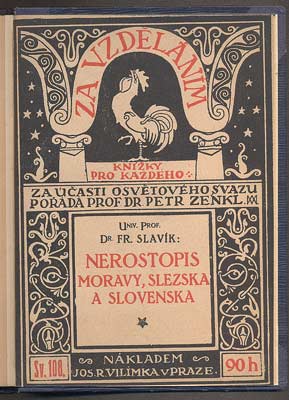 ZA VZDĚLÁNÍM
KNÍŽKY
PRO KAŽDÉHO
ZA ÚČASTI OSVĚTOVÉHO SVAZU
POŘÁDÁ PROF. DR. PETR ZENKL.
UNIV. PROF.
DR. FR. SLAVÍK:
NEROSTOPIS
MORAVY, SLEZSKA
A SLOVENSKA
Sv. 108.
NÁKLADEM
JOS. R. VILÍMKA V PRAZE.
90 h